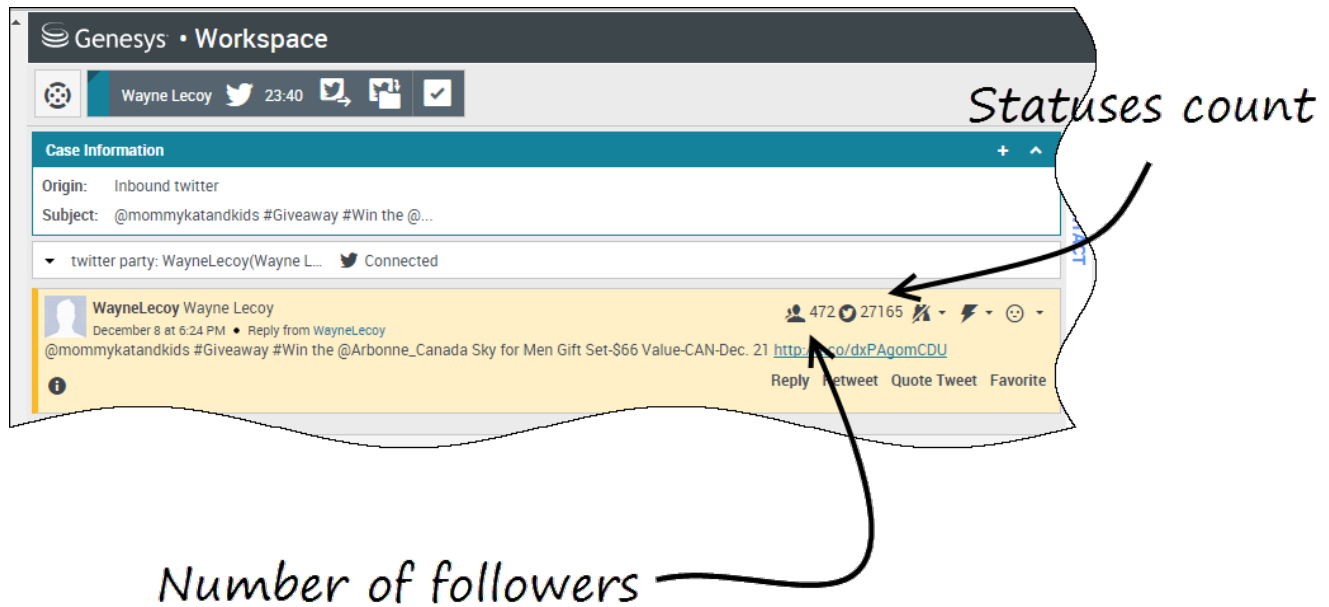 Genesys • Workspace
Wayne Lecoy 23:40
Statuses count
Case Information
Origin: Inbound twitter
Subject: @mommykatandkids #Giveaway #Win the @...
twitter party: WayneLecoy(Wayne L... Connected
WayneLecoy Wayne Lecoy
472 27165
December 8 at 6:24 PM • Reply from WayneLecoy
@mommykatandkids #Giveaway #Win the @Arbonne_Canada Sky for Men Gift Set-$66 Value-CAN-Dec. 21
Reply Retweet Quote Tweet Favorite
Number of followers